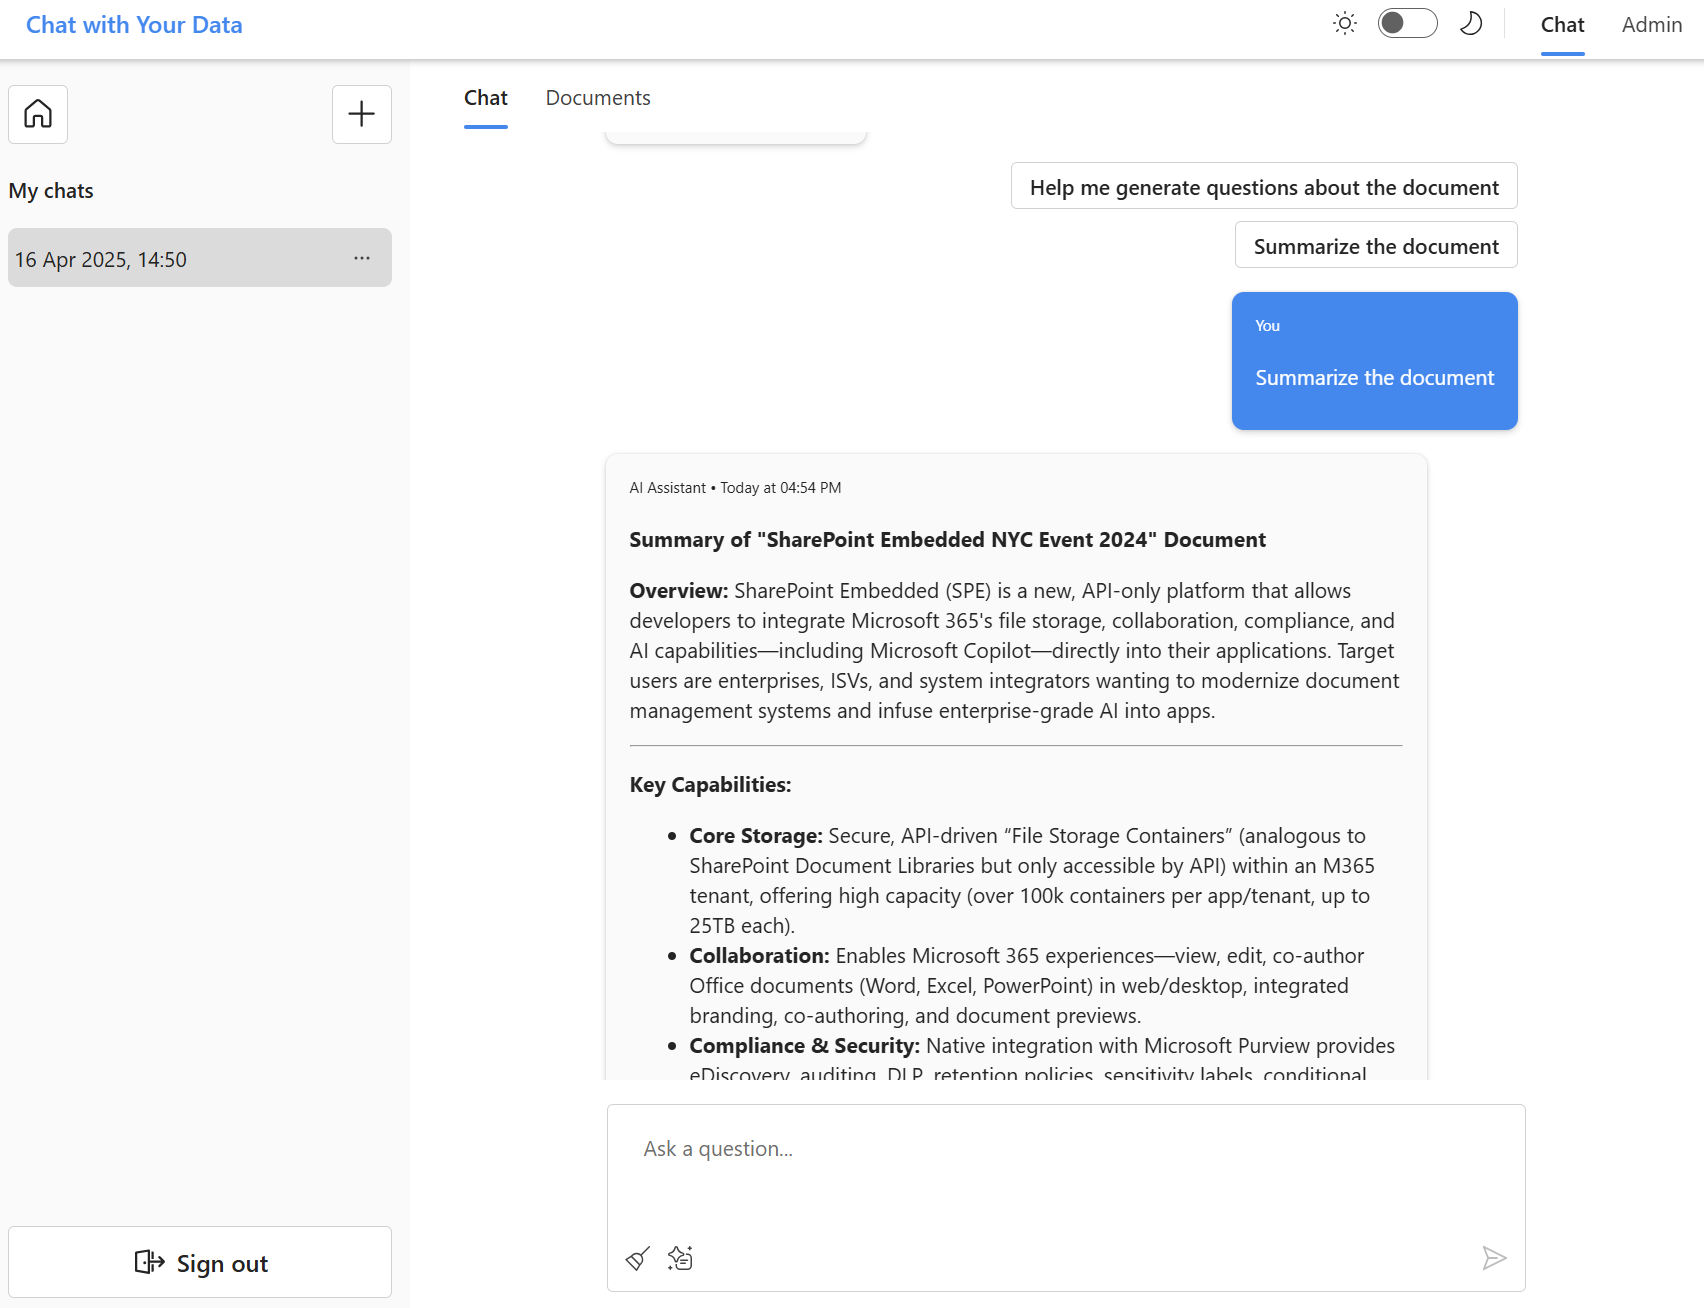 Chat with Your Data
Chat
Admin
My chats
16 Apr 2025, 14:50
Sign out
Chat
Documents
Help me generate questions about the document
Summarize the document
You
Summarize the document
AI Assistant • Today at 04:54 PM
Summary of "SharePoint Embedded NYC Event 2024" Document
Overview: SharePoint Embedded (SPE) is a new, API-only platform that allows
developers to integrate Microsoft 365's file storage, collaboration, compliance, and
AI capabilities—including Microsoft Copilot—directly into their applications. Target
users are enterprises, ISVs, and system integrators wanting to modernize document
management systems and infuse enterprise-grade AI into apps.
Key Capabilities:
• Core Storage: Secure, API-driven “File Storage Containers” (analogous to
SharePoint Document Libraries but only accessible by API) within an M365
tenant, offering high capacity (over 100k containers per app/tenant, up to
25TB each).
• Collaboration: Enables Microsoft 365 experiences—view, edit, co-author
Office documents (Word, Excel, PowerPoint) in web/desktop, integrated
branding, co-authoring, and document previews.
• Compliance & Security: Native integration with Microsoft Purview provides
eDiscovery, auditing, DLP, retention policies, sensitivity labels, conditional
Ask a question...